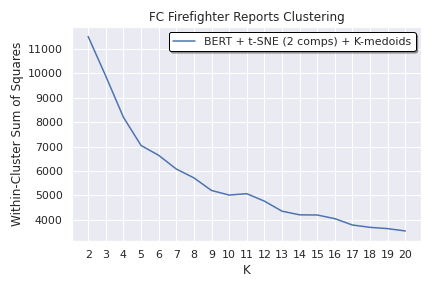 FC Firefighter Reports Clustering
BERT + t-SNE (2 comps) + K-medoids
Within-Cluster Sum of Squares
11000
10000
9000
8000
7000
6000
5000
4000
2 3 4 5 6 7 8 9 10 11 12 13 14 15 16 17 18 19 20
K